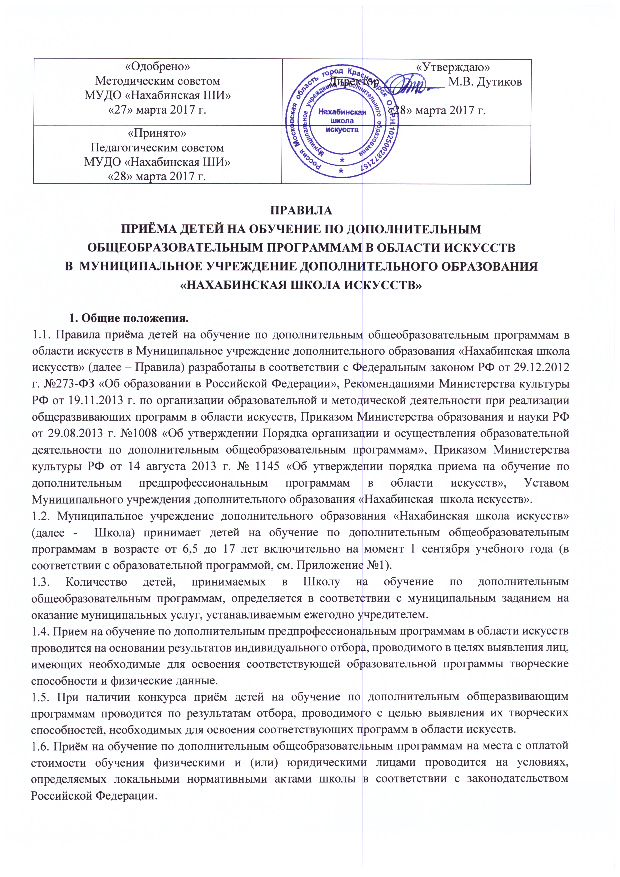 «Одобрено»
Методическим советом
МУДО «Нахабинская ШИ»
«27» марта 2017 г.
«Утверждаю»
Директор М.В. Дутиков
«28» марта 2017 г.
Россия Московская область город Красногорск ОГРН 1025002872157
Муниципальное учреждение дополнительного образования
Нахабинская
школа
искусств
«Принято»
Педагогическим советом
МУДО «Нахабинская ШИ»
«28» марта 2017 г.
ПРАВИЛА
ПРИЁМА ДЕТЕЙ НА ОБУЧЕНИЕ ПО ДОПОЛНИТЕЛЬНЫМ
ОБЩЕОБРАЗОВАТЕЛЬНЫМ ПРОГРАММАМ В ОБЛАСТИ ИСКУССТВ
В МУНИЦИПАЛЬНОЕ УЧРЕЖДЕНИЕ ДОПОЛНИТЕЛЬНОГО ОБРАЗОВАНИЯ
«НАХАБИНСКАЯ ШКОЛА ИСКУССТВ»
1. Общие положения.
1.1. Правила приёма детей на обучение по дополнительным общеобразовательным программам в
области искусств в Муниципальное учреждение дополнительного образования «Нахабинская школа
искусств» (далее – Правила) разработаны в соответствии с Федеральным законом РФ от 29.12.2012
г. №273-ФЗ «Об образовании в Российской Федерации», Рекомендациями Министерства культуры
РФ от 19.11.2013 г. по организации образовательной и методической деятельности при реализации
общеразвивающих программ в области искусств, Приказом Министерства образования и науки РФ
от 29.08.2013 г. №1008 «Об утверждении Порядка организации и осуществления образовательной
деятельности по дополнительным общеобразовательным программам», Приказом Министерства
культуры РФ от 14 августа 2013 г. № 1145 «Об утверждении порядка приема на обучение по
дополнительным предпрофессиональным программам в области искусств», Уставом
Муниципального учреждения дополнительного образования «Нахабинская школа искусств».
1.2. Муниципальное учреждение дополнительного образования «Нахабинская школа искусств»
(далее - Школа) принимает детей на обучение по дополнительным общеобразовательным
программам в возрасте от 6,5 до 17 лет включительно на момент 1 сентября учебного года (в
соответствии с образовательной программой, см. Приложение №1).
1.3. Количество детей, принимаемых в Школу на обучение по дополнительным
общеобразовательным программам, определяется в соответствии с муниципальным заданием на
оказание муниципальных услуг, устанавливаемым ежегодно учредителем.
1.4. Прием на обучение по дополнительным предпрофессиональным программам в области искусств
проводится на основании результатов индивидуального отбора, проводимого в целях выявления лиц,
имеющих необходимые для освоения соответствующей образовательной программы творческие
способности и физические данные.
1.5. При наличии конкурса приём детей на обучение по дополнительным общеразвивающим
программам проводится по результатам отбора, проводимого с целью выявления их творческих
способностей, необходимых для освоения соответствующих программ в области искусств.
1.6. Приём на обучение по дополнительным общеобразовательным программам на места с оплатой
стоимости обучения физическими и (или) юридическими лицами проводится на условиях,
определяемых локальными нормативными актами школы в соответствии с законодательством
Российской Федерации.